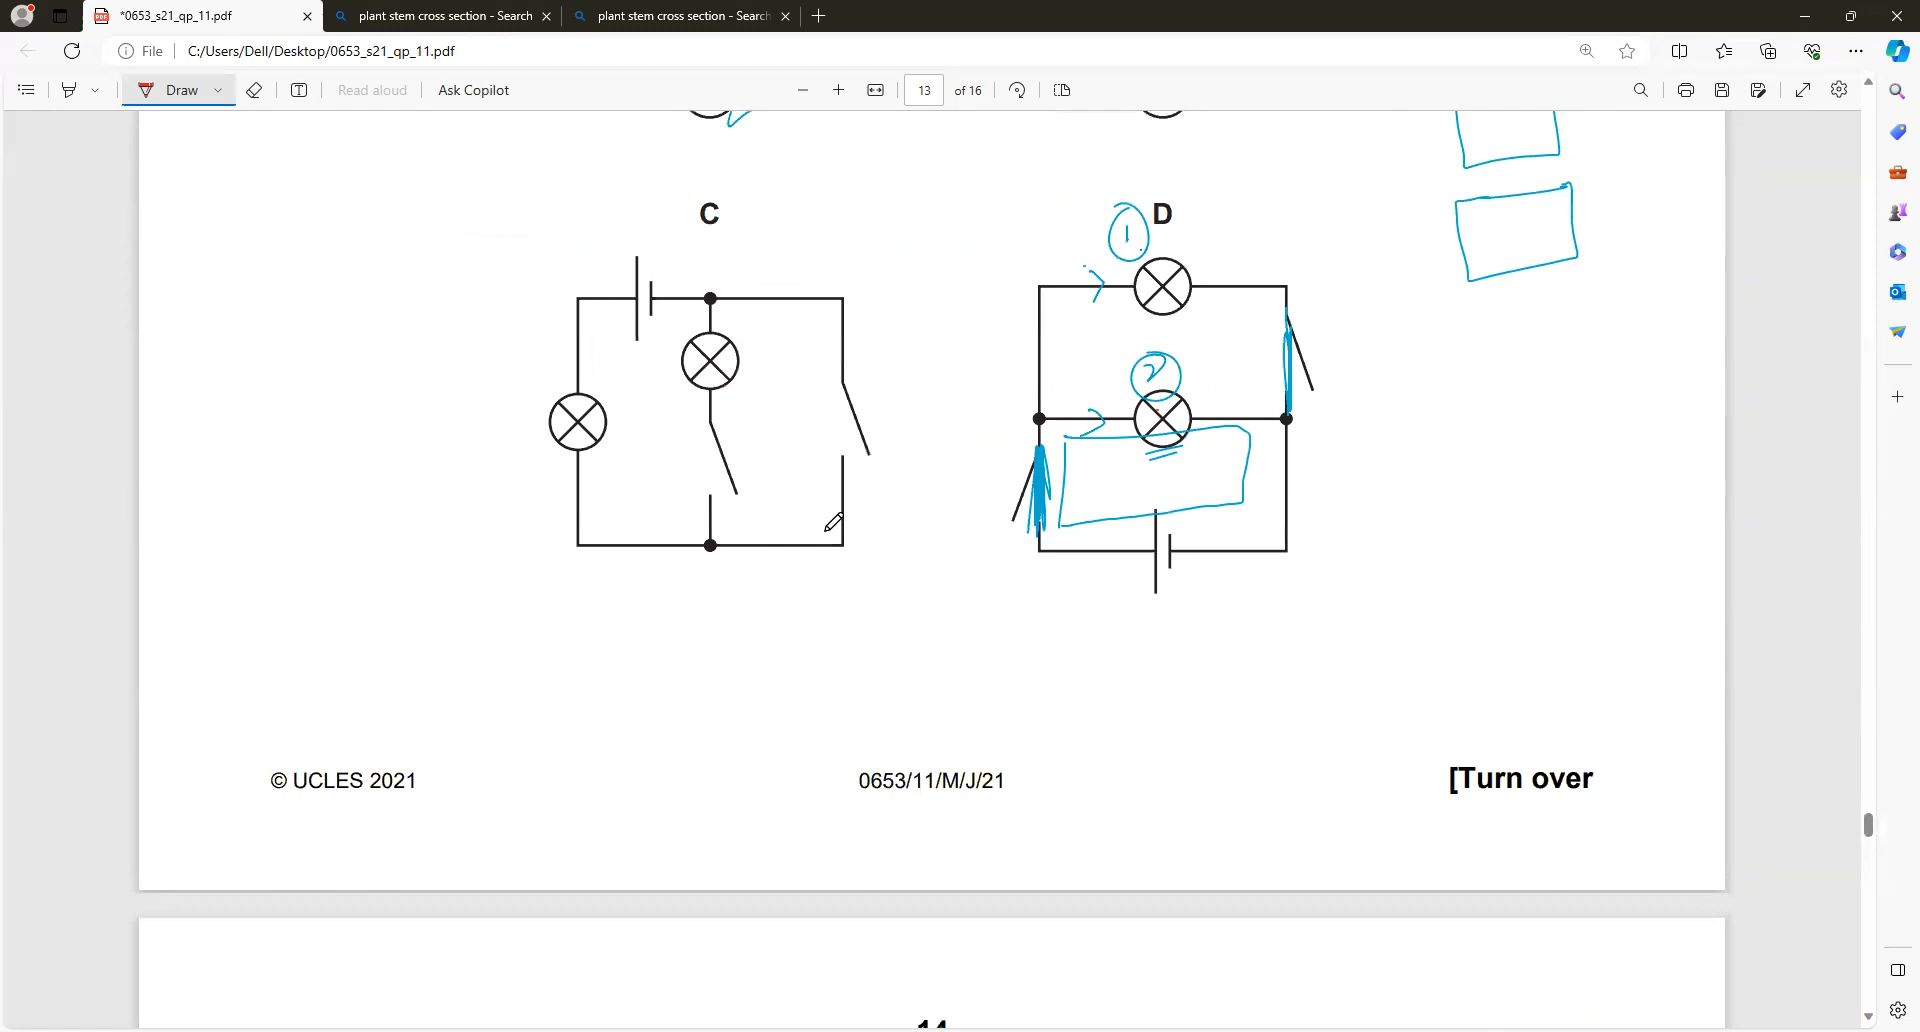 *0653_s21_qp_11.pdf
plant stem cross section - Search
plant stem cross section - Search
File
C:/Users/Dell/Desktop/0653_s21_qp_11.pdf
Draw
Read aloud
Ask Copilot
13
of 16
C
D
1
2
© UCLES 2021
0653/11/M/J/21
[Turn over
14